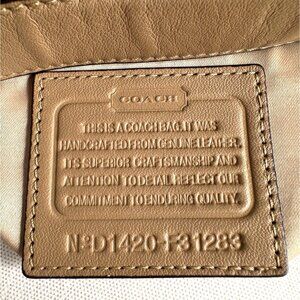 COACH
THIS IS A COACH BAG. IT WAS
HANDCRAFTED FROM GENUINE LEATHER.
ITS SUPERIOR CRAFTSMANSHIP AND
ATTENTION TO DETAIL REFLECT OUR
COMMITMENT TO ENDURING QUALITY.
Nº D1420-F31283